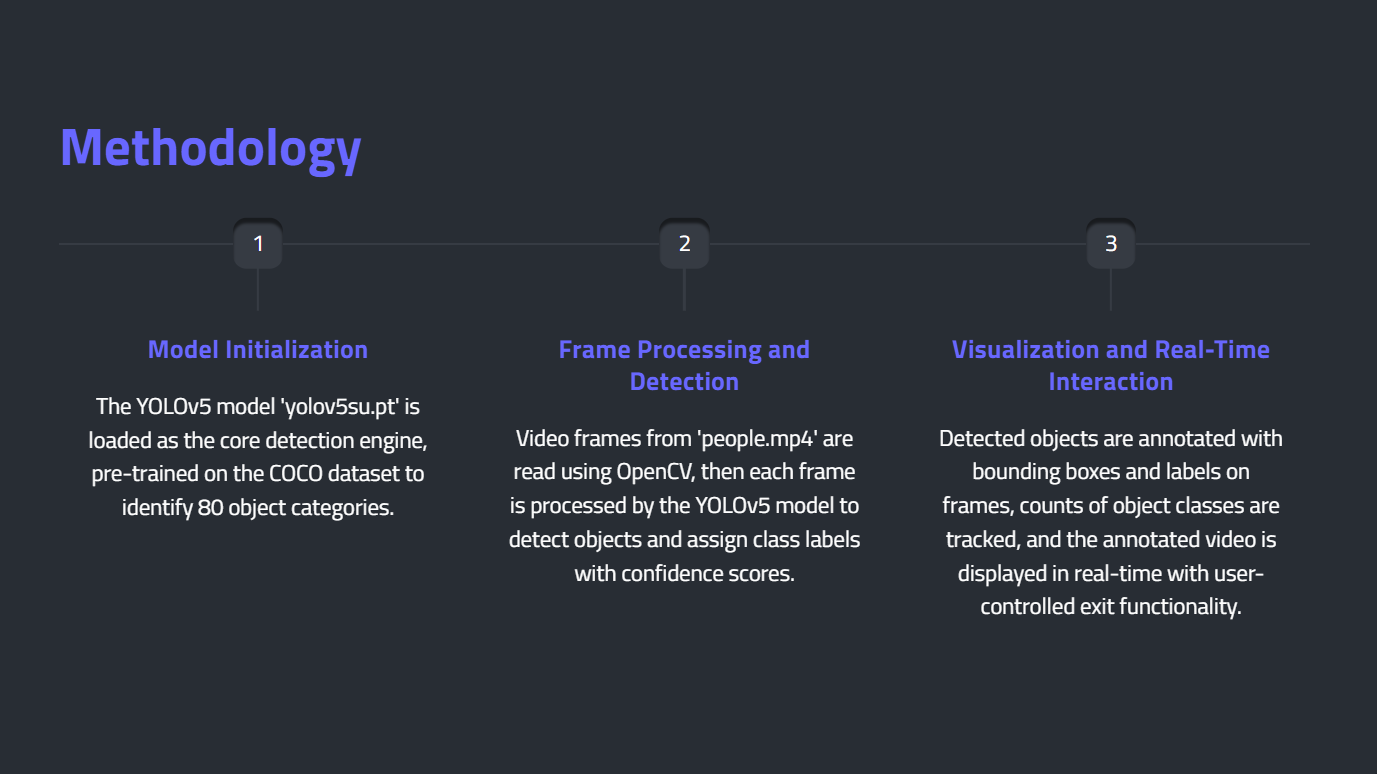 Methodology
1
2
3
Model Initialization
The YOLOv5 model 'yolov5su.pt' is
loaded as the core detection engine,
pre-trained on the COCO dataset to
identify 80 object categories.
Frame Processing and
Detection
Video frames from 'people.mp4' are
read using OpenCV, then each frame
is processed by the YOLOv5 model to
detect objects and assign class labels
with confidence scores.
Visualization and Real-Time
Interaction
Detected objects are annotated with
bounding boxes and labels on
frames, counts of object classes are
tracked, and the annotated video is
displayed in real-time with user-
controlled exit functionality.